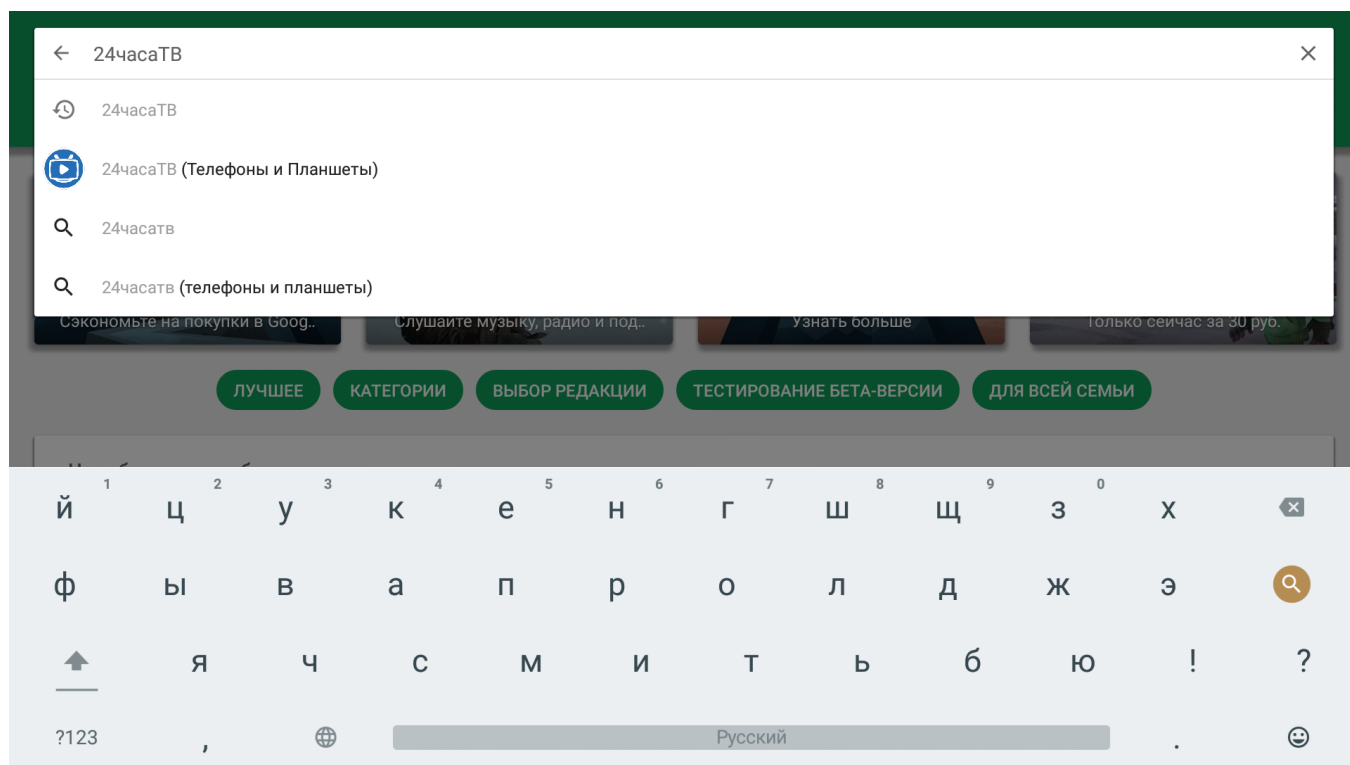 24часаТВ
24часаТВ
24часаТВ (Телефоны и Планшеты)
24часатв
24часатв (телефоны и планшеты)
Сэкономьте на покупки в Goog..
Слушайте музыку, радио и под..
Узнать больше
Только сейчас за 30 руб.
ЛУЧШЕЕ КАТЕГОРИИ ВЫБОР РЕДАКЦИИ ТЕСТИРОВАНИЕ БЕТА-ВЕРСИИ ДЛЯ ВСЕЙ СЕМЬИ
1 2 3 4 5 6 7 8 9 0
й ц у к е н г ш щ з х
ф ы в а п р о л д ж э
я ч с м и т ь б ю ! ?
?123 , Русский .